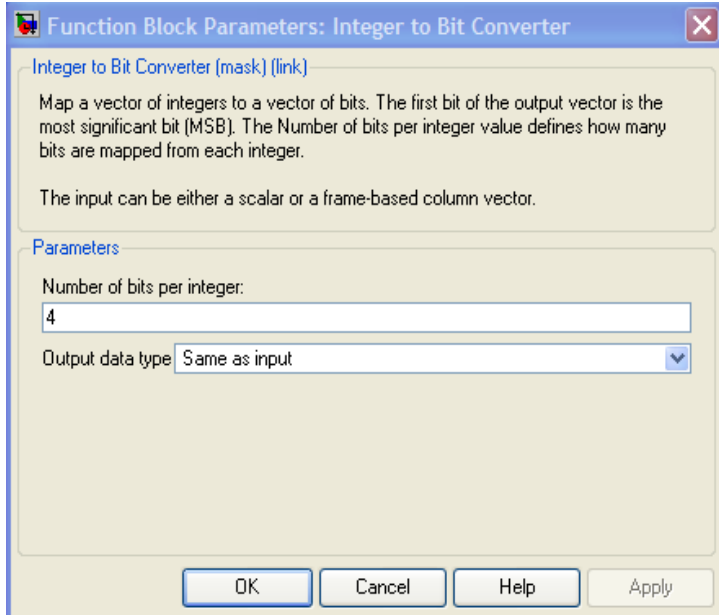 Function Block Parameters: Integer to Bit Converter
Integer to Bit Converter (mask) (link)
Map a vector of integers to a vector of bits. The first bit of the output vector is the
most significant bit (MSB). The Number of bits per integer value defines how many
bits are mapped from each integer.
The input can be either a scalar or a frame-based column vector.
Parameters
Number of bits per integer:
4
Output data type Same as input
OK Cancel Help Apply